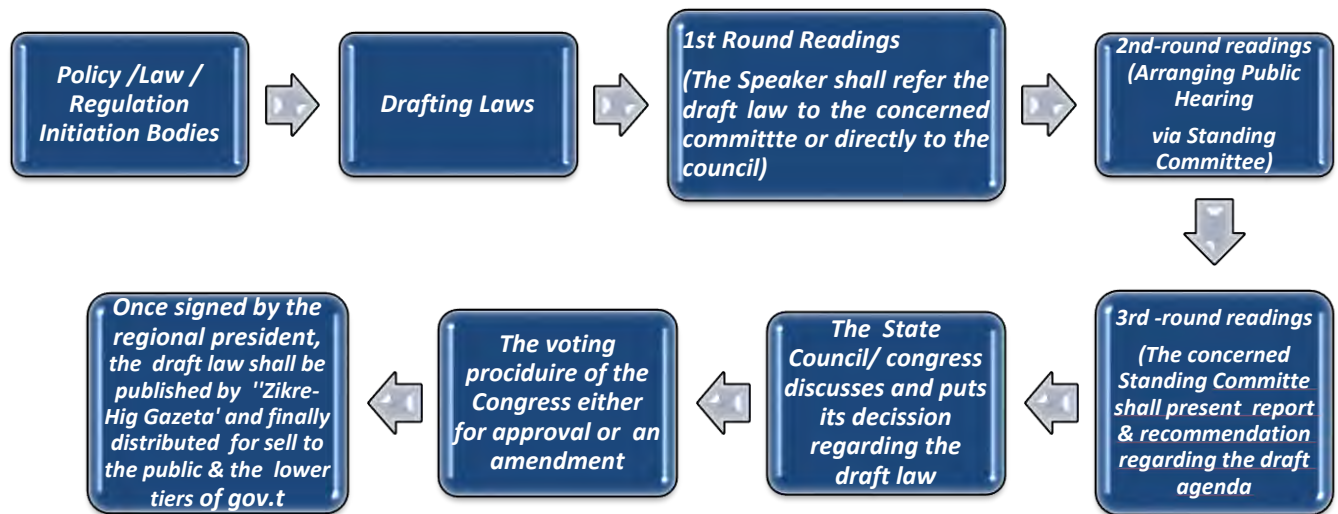 Policy /Law /
Regulation
Initiation Bodies
Drafting Laws
1st Round Readings
(The Speaker shall refer the
draft law to the concerned
committte or directly to the
council)
2nd-round readings
(Arranging Public
Hearing
via Standing
Committee)
3rd -round readings
(The concerned
Standing Committe
shall present report
& recommendation
regarding the draft
agenda
The State
Council/ congress
discusses and puts
its decission
regarding the
draft law
The voting
prociduire of the
Congress either
for approval or an
amendment
Once signed by the
regional president,
the draft law shall be
published by ''Zikre-
Hig Gazeta' and finally
distributed for sell to
the public & the lower
tiers of gov.t